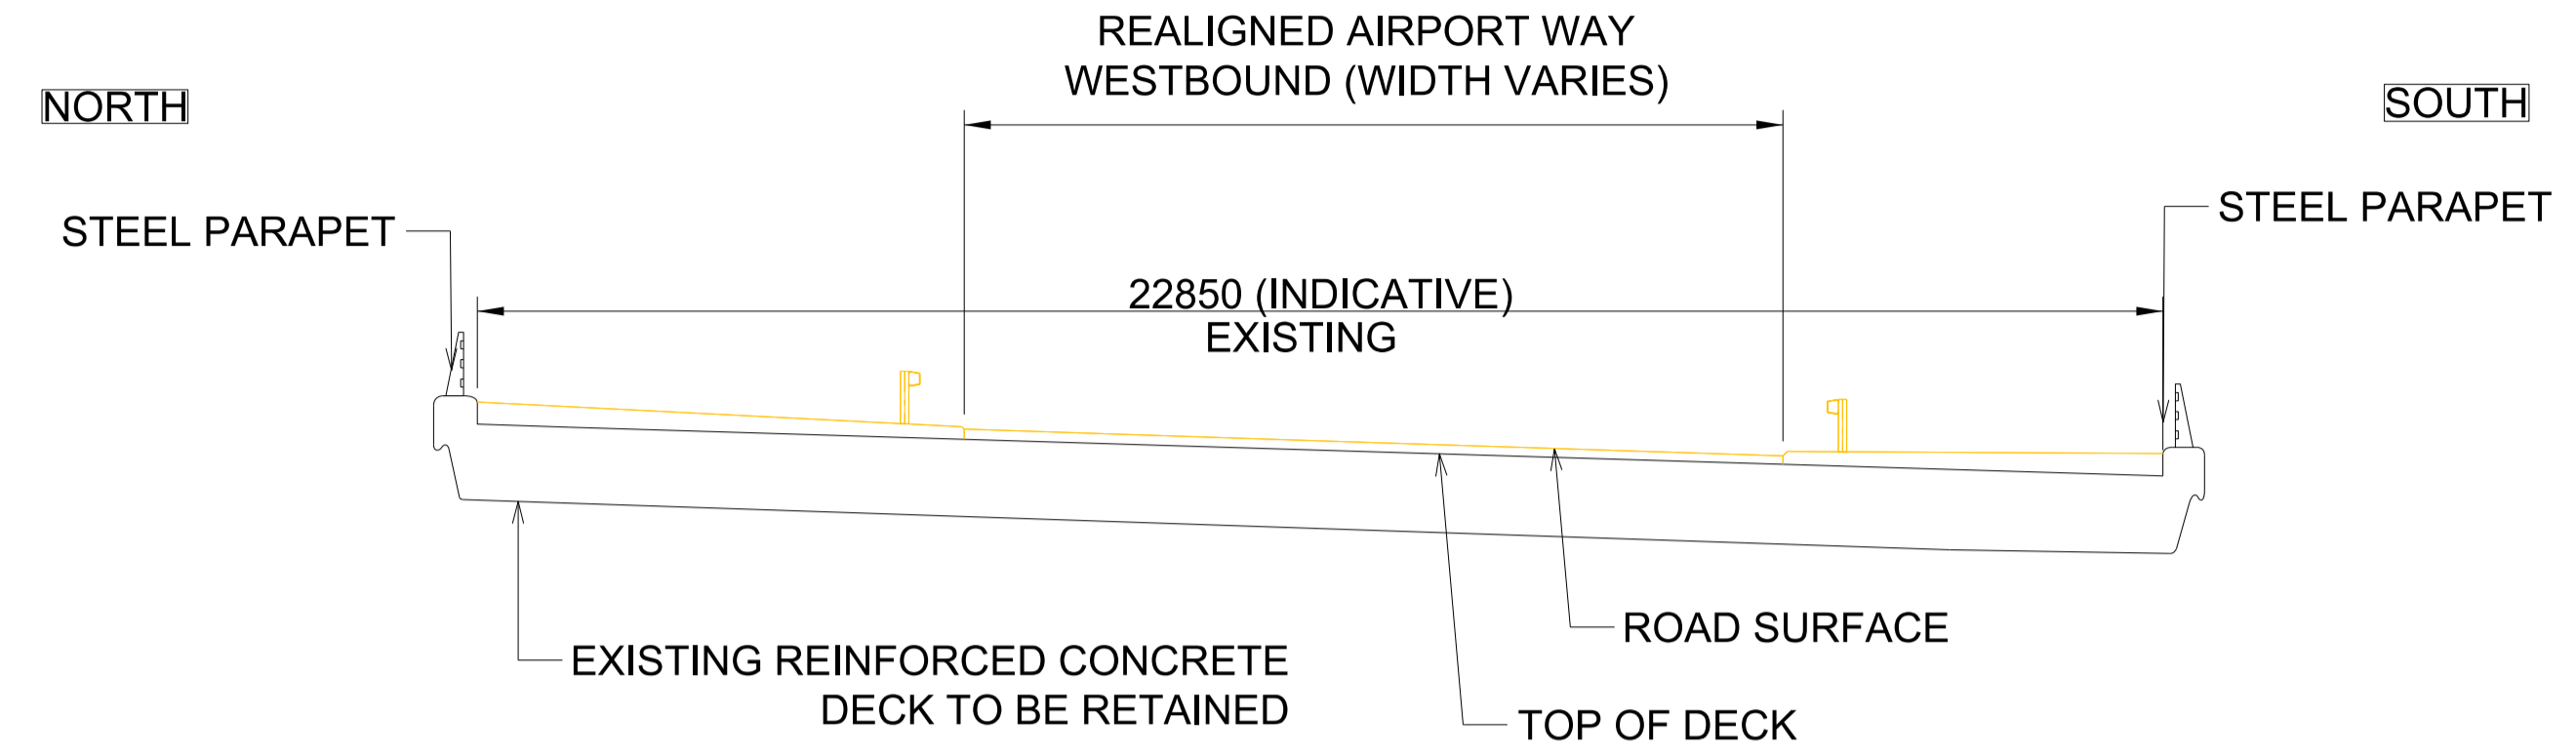 REALIGNED AIRPORT WAY
WESTBOUND (WIDTH VARIES)
NORTH
SOUTH
STEEL PARAPET
STEEL PARAPET
22850 (INDICATIVE)
EXISTING
ROAD SURFACE
EXISTING REINFORCED CONCRETE
DECK TO BE RETAINED
TOP OF DECK